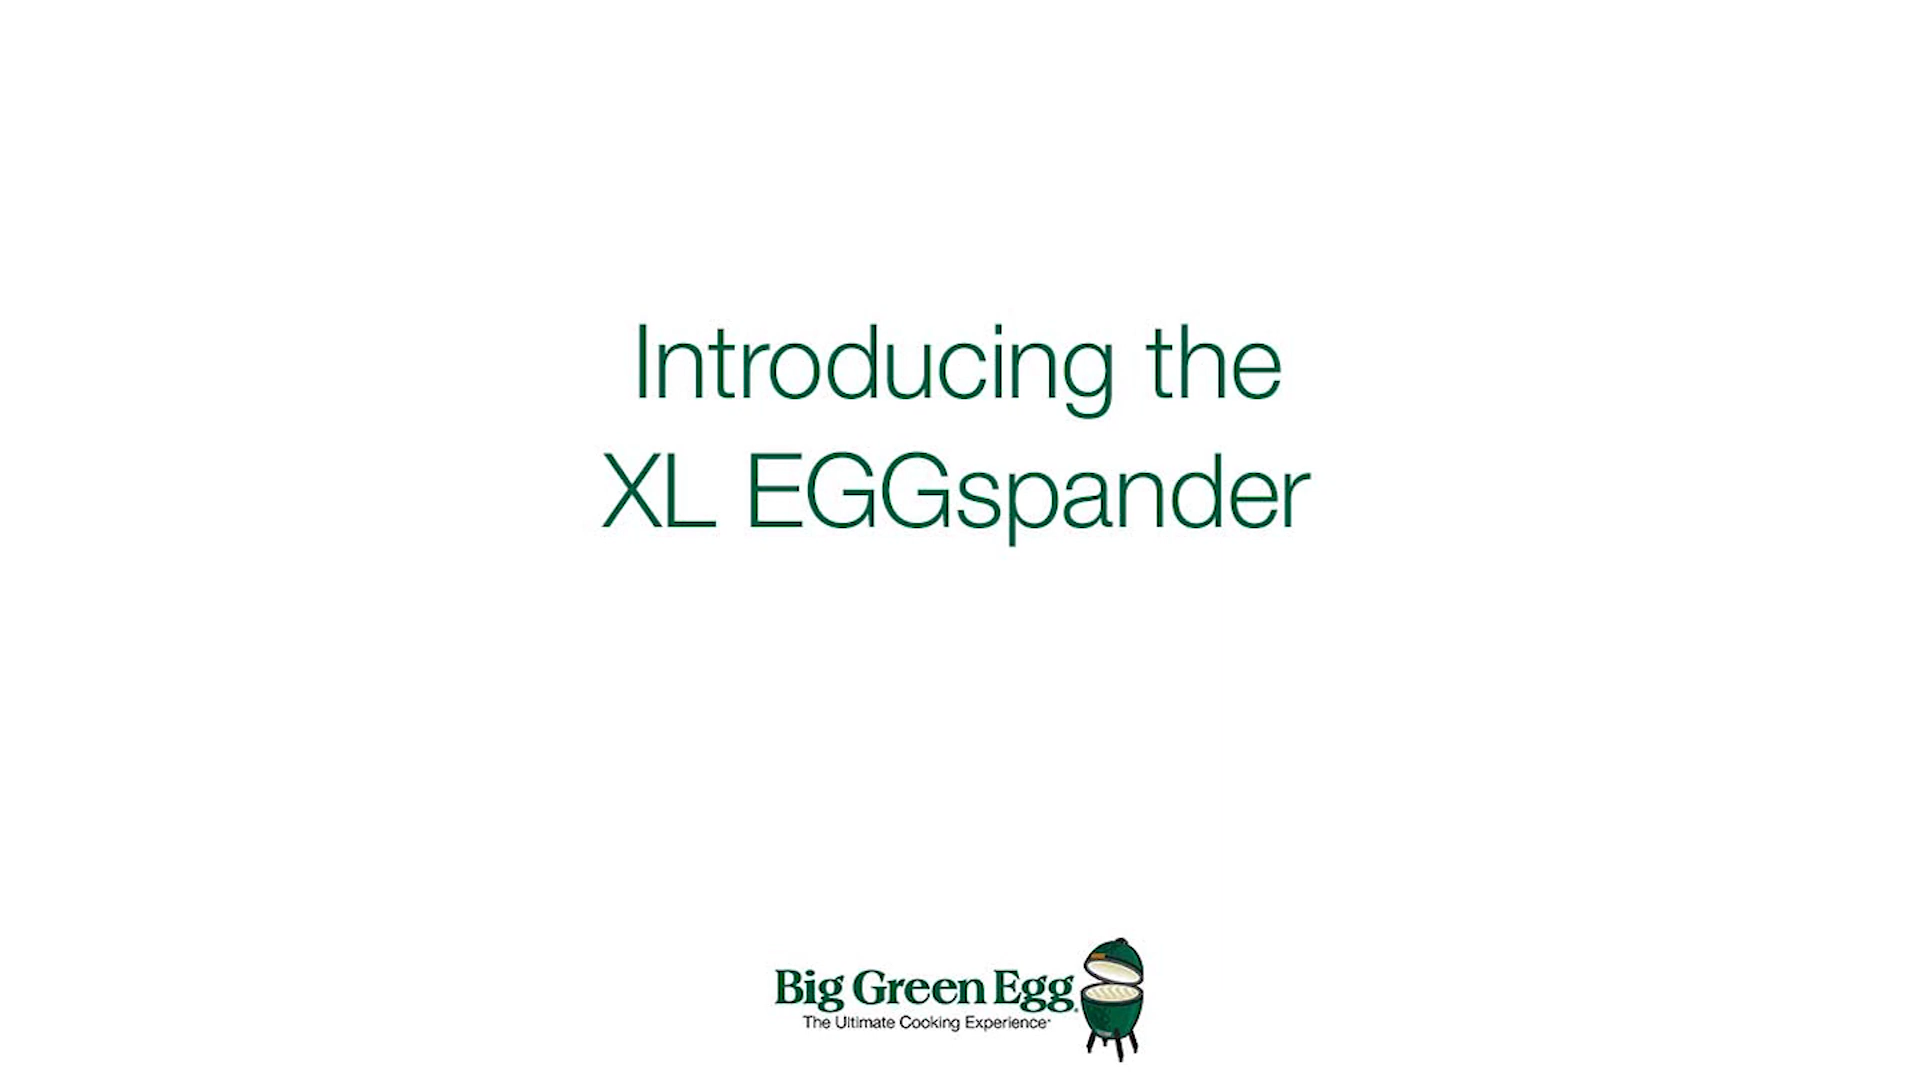 Introducing the
XL EGGspander
Big Green Egg®
The Ultimate Cooking Experience®